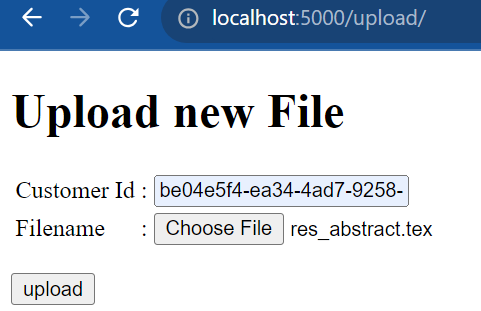 localhost:5000/upload/
Upload new File
Customer Id : be04e5f4-ea34-4ad7-9258-
Filename : Choose File res_abstract.tex
upload